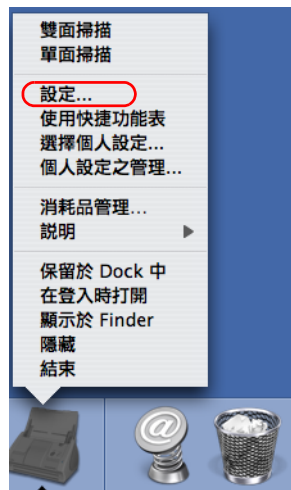 雙面掃描
單面掃描
設定...
使用快捷功能表
選擇個人設定...
個人設定之管理...
消耗品管理...
說明
保留於 Dock 中
在登入時打開
顯示於 Finder
隱藏
結束
@